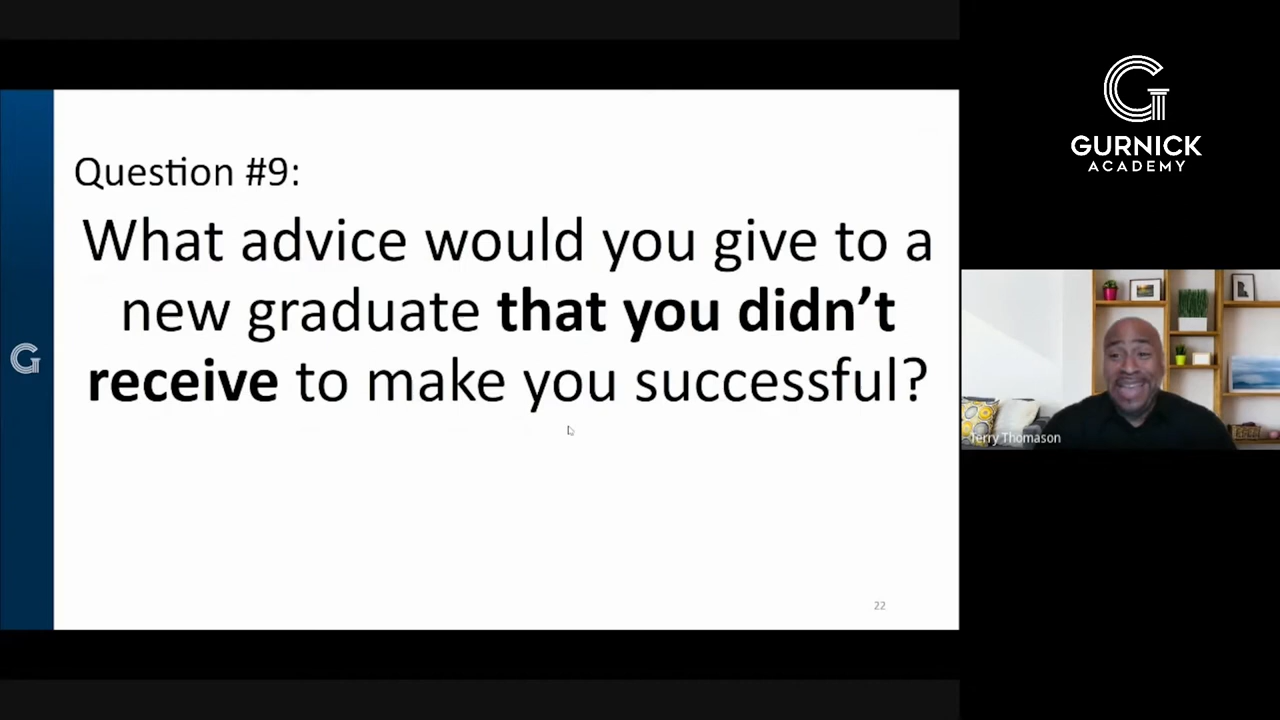 Question #9:
What advice would you give to a
new graduate that you didn't
receive to make you successful?
22
G
GURNICK
ACADEMY
Terry Thomason